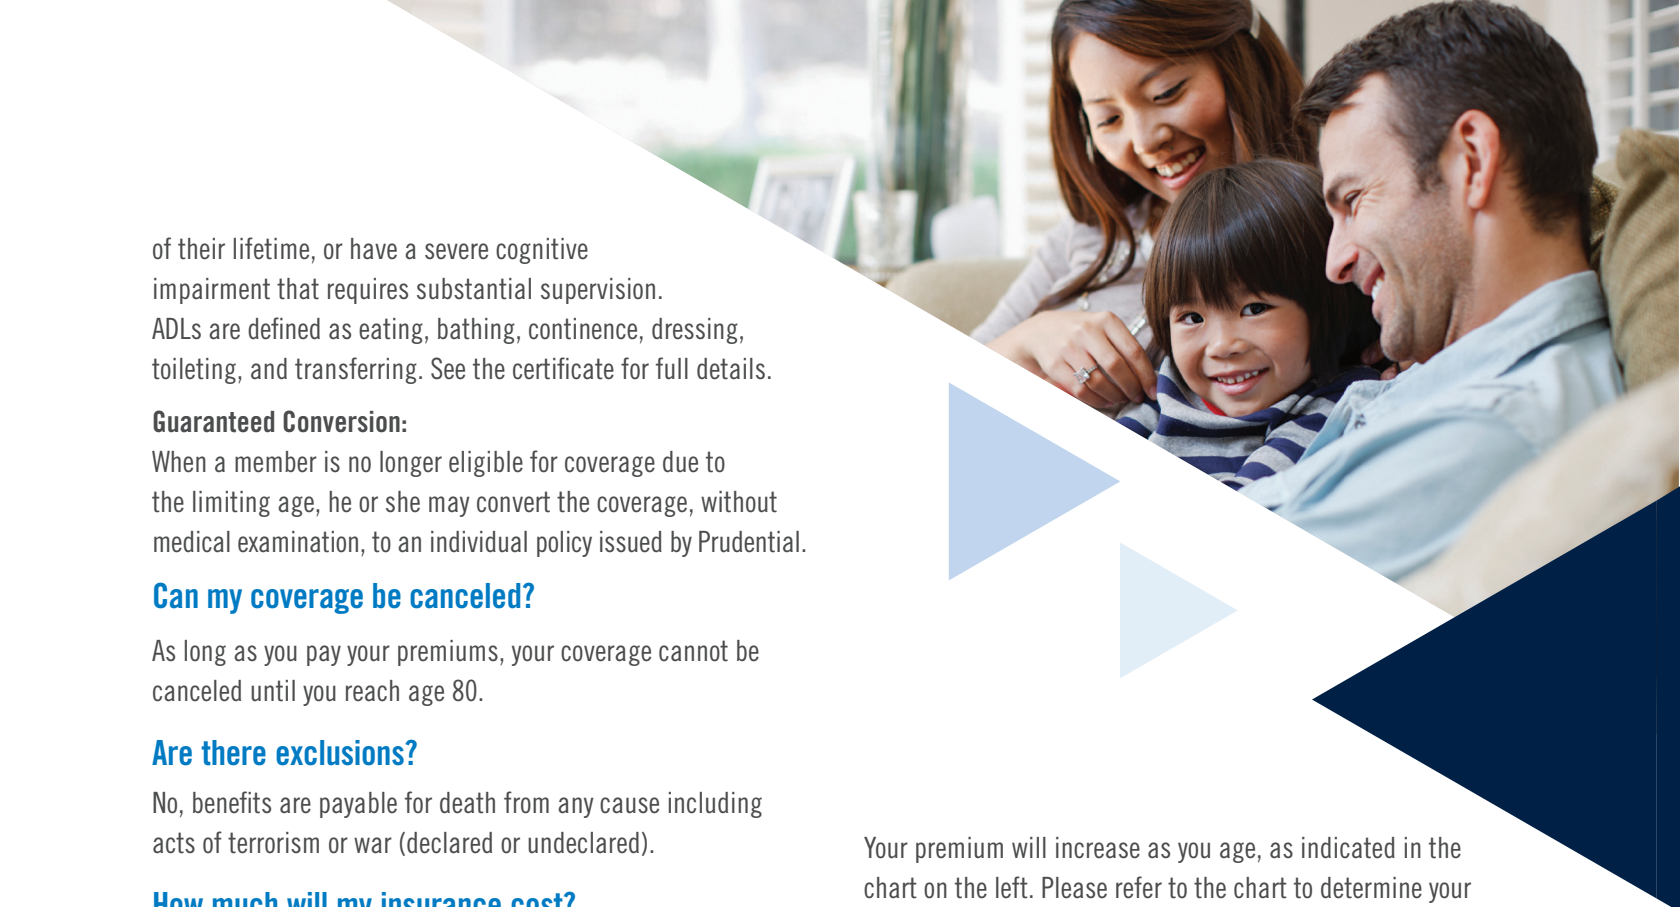 of their lifetime, or have a severe cognitive
impairment that requires substantial supervision.
ADLs are defined as eating, bathing, continence, dressing,
toileting, and transferring. See the certificate for full details.
Guaranteed Conversion:
When a member is no longer eligible for coverage due to
the limiting age, he or she may convert the coverage, without
medical examination, to an individual policy issued by Prudential.
Can my coverage be canceled?
As long as you pay your premiums, your coverage cannot be
canceled until you reach age 80.
Are there exclusions?
No, benefits are payable for death from any cause including
acts of terrorism or war (declared or undeclared).
How much will my insurance cost?
Your premium will increase as you age, as indicated in the
chart on the left. Please refer to the chart to determine your